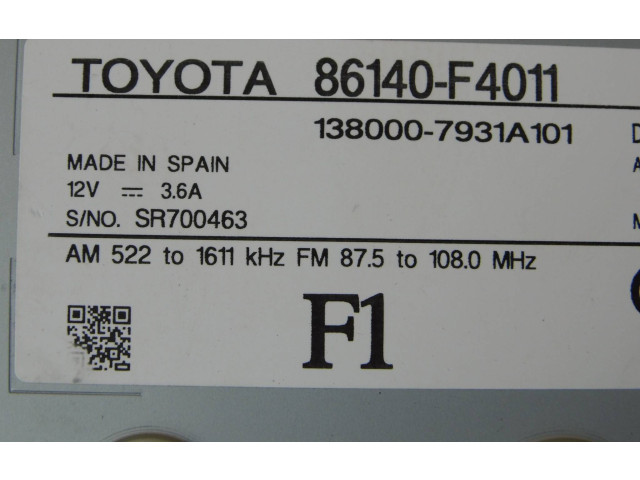 TOYOTA 86140-F4011
138000-7931A101
MADE IN SPAIN
12V ⎓ 3.6A
S/NO. SR700463
AM 522 to 1611 kHz FM 87.5 to 108.0 MHz
F1